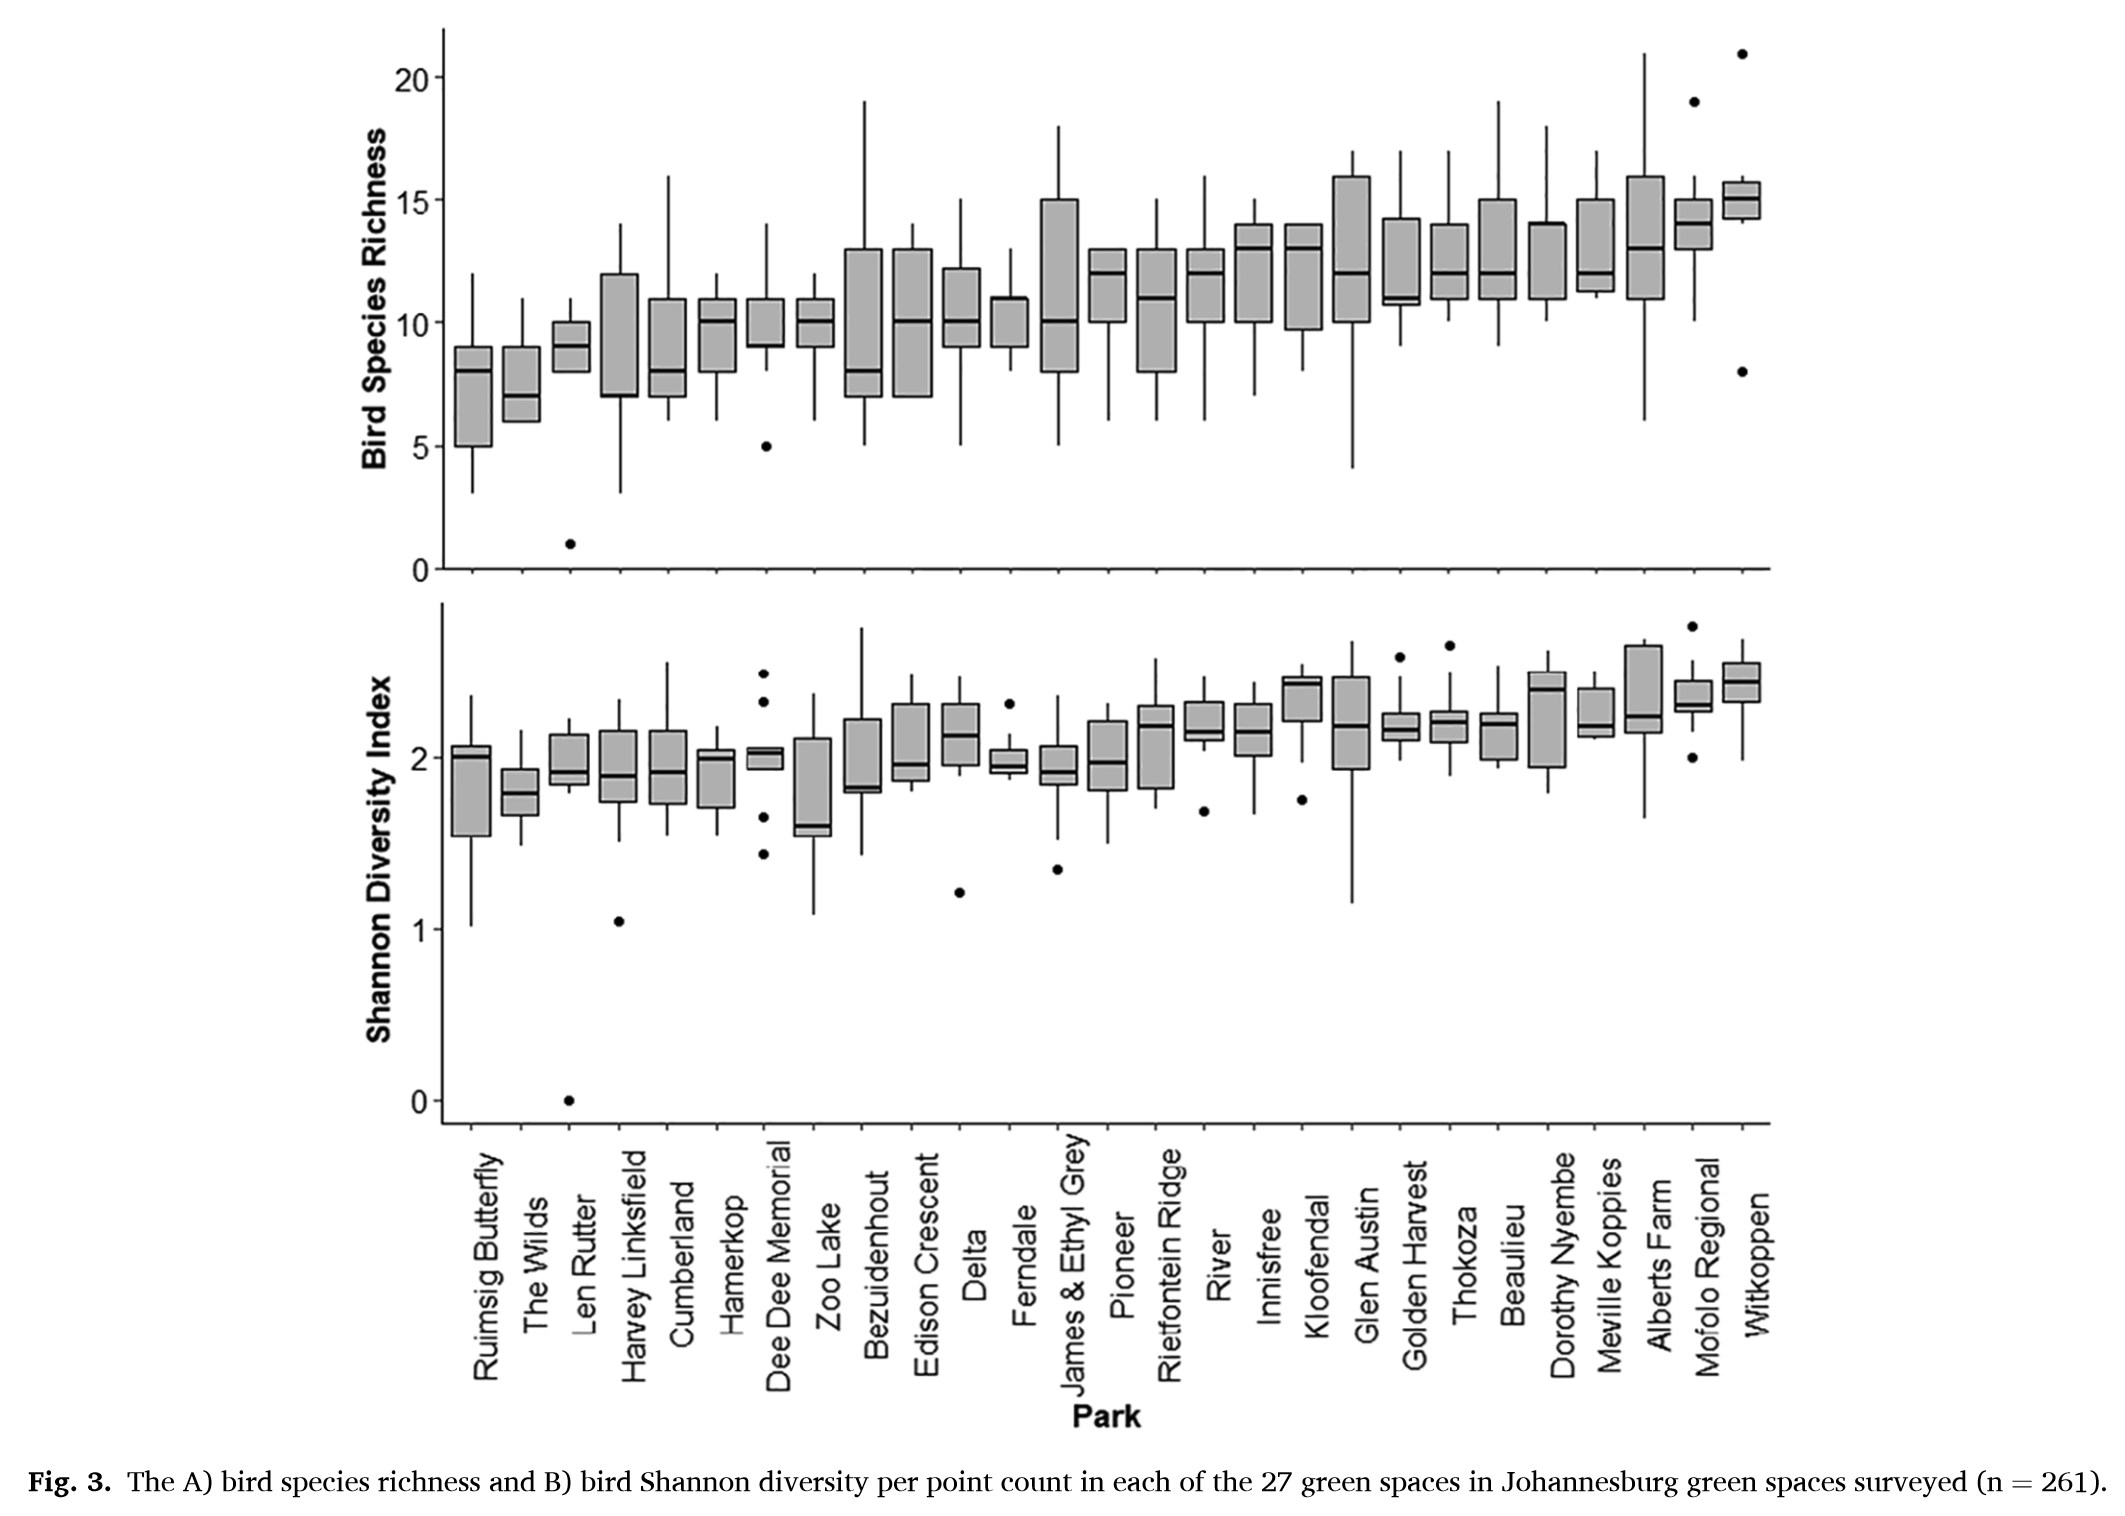 Bird Species Richness
20
15
10
5
0
Shannon Diversity Index
2
1
0
Ruimsig Butterfly
The Wilds
Len Rutter
Harvey Linksfield
Cumberland
Hamerkop
Dee Dee Memorial
Zoo Lake
Bezuidenhout
Edison Crescent
Delta
Ferndale
James & Ethyl Grey
Pioneer
Rietfontein Ridge
River
Innisfree
Kloofendal
Glen Austin
Golden Harvest
Thokoza
Beaulieu
Dorothy Nyembe
Meville Koppies
Alberts Farm
Mofolo Regional
Witkoppen
Park
Fig. 3. The A) bird species richness and B) bird Shannon diversity per point count in each of the 27 green spaces in Johannesburg green spaces surveyed (n = 261).